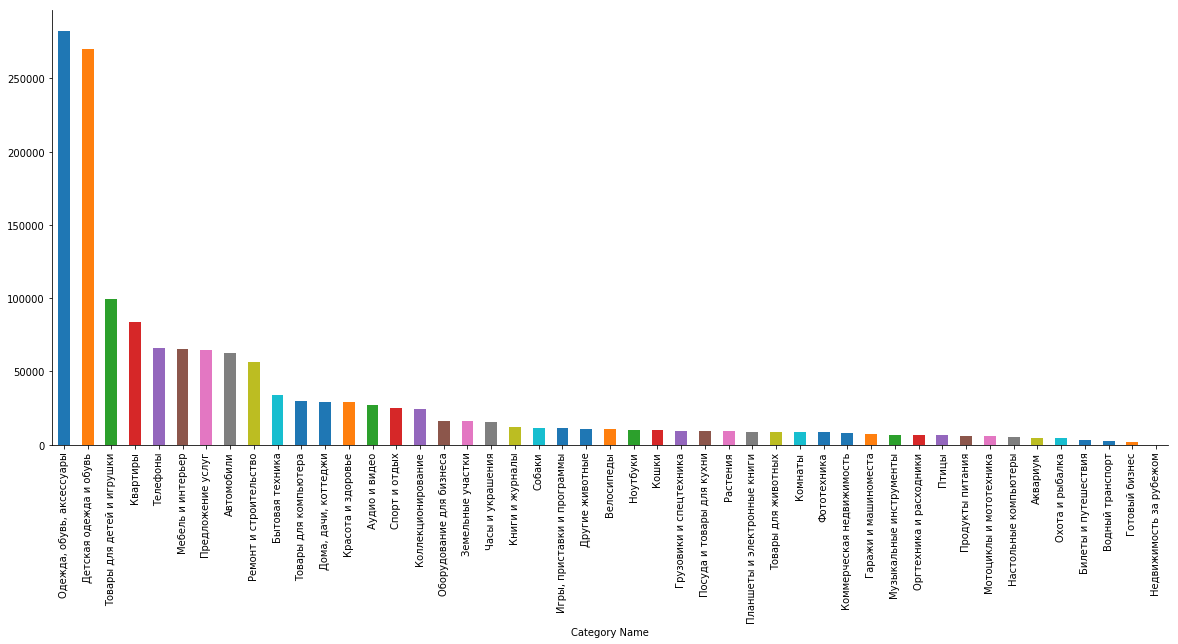 250000
200000
150000
100000
50000
0
Одежда, обувь, аксессуары
Детская одежда и обувь
Товары для детей и игрушки
Квартиры
Телефоны
Мебель и интерьер
Предложение услуг
Автомобили
Ремонт и строительство
Бытовая техника
Товары для компьютера
Дома, дачи, коттеджи
Красота и здоровье
Аудио и видео
Спорт и отдых
Коллекционирование
Оборудование для бизнеса
Земельные участки
Часы и украшения
Книги и журналы
Собаки
Игры, приставки и программы
Другие животные
Велосипеды
Ноутбуки
Кошки
Грузовики и спецтехника
Посуда и товары для кухни
Растения
Планшеты и электронные книги
Товары для животных
Комнаты
Фототехника
Коммерческая недвижимость
Гаражи и машиноместа
Музыкальные инструменты
Оргтехника и расходники
Птицы
Продукты питания
Мотоциклы и мототехника
Настольные компьютеры
Аквариум
Охота и рыбалка
Билеты и путешествия
Водный транспорт
Готовый бизнес
Недвижимость за рубежом
Category Name